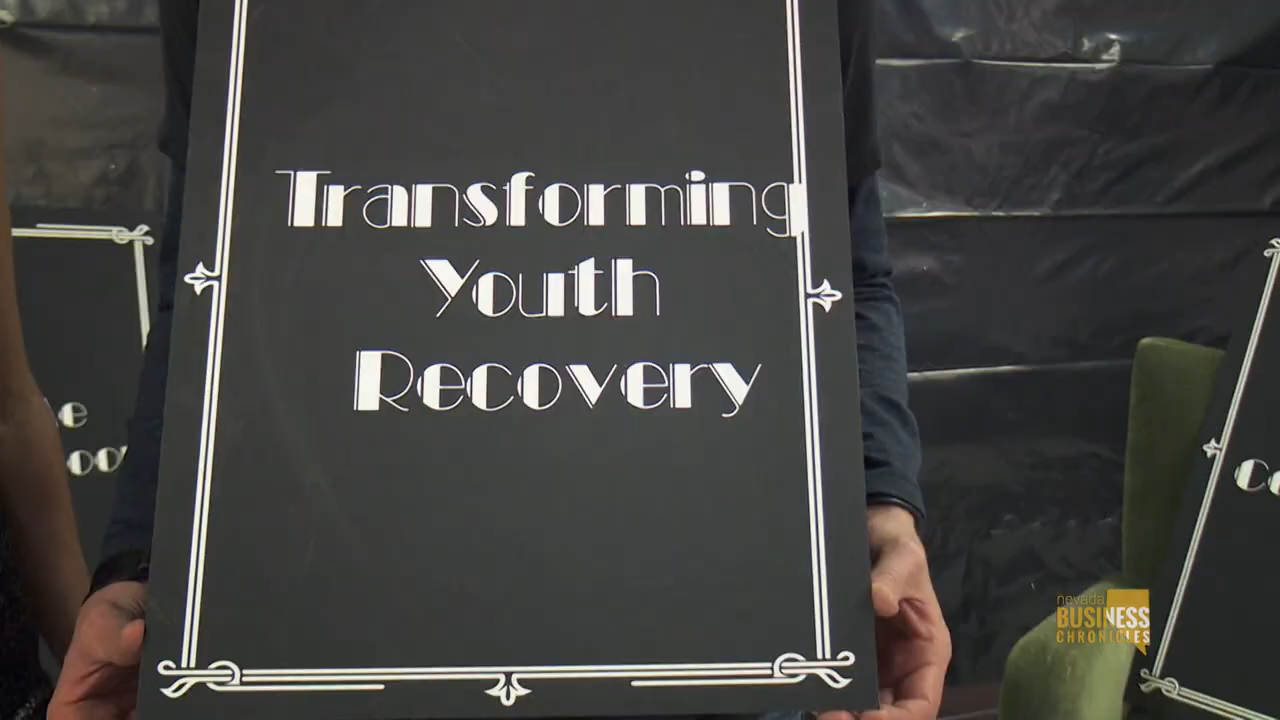 Transforming
Youth
Recovery
nevada
BUSINESS
CHRONICLES